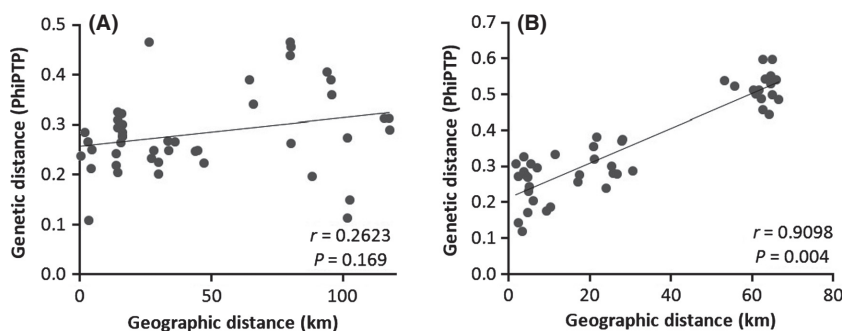 (A)
0.5
0.4
0.3
0.2
0.1
0.0
Genetic distance (PhiPTP)
r = 0.2623
P = 0.169
0
50
100
Geographic distance (km)
(B)
0.7
0.6
0.5
0.4
0.3
0.2
0.1
0.0
Genetic distance (PhiPTP)
r = 0.9098
P = 0.004
0
20
40
60
80
Geographic distance (km)